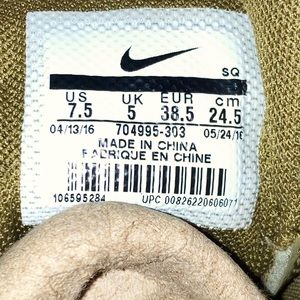 SQ
US UK EUR cm
7.5 5 38.5 24.5
04/13/16 704995-303 05/24/16
MADE IN CHINA
FABRIQUE EN CHINE
106595284 UPC 00826220606071